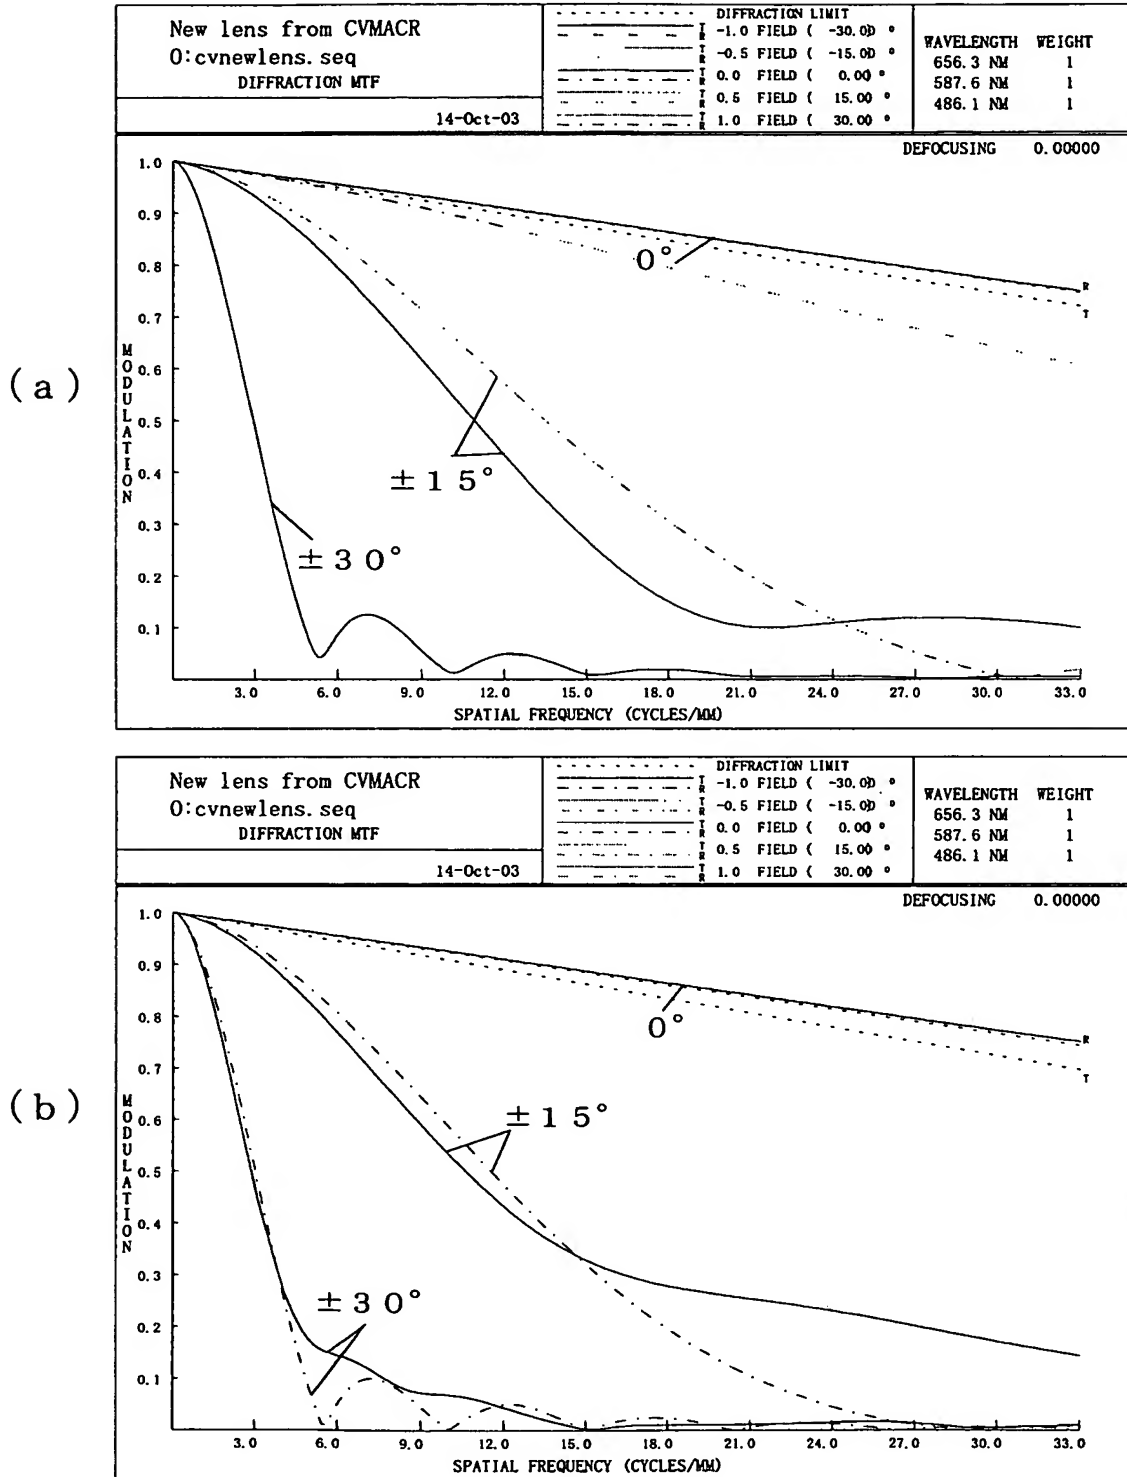 (a)
New lens from CVMACR
O:cvnewlens.seq
DIFFRACTION MTF
14-Oct-03
DIFFRACTION LIMIT
T R -1.0 FIELD ( -30.00 °
T R -0.5 FIELD ( -15.00 °
T R 0.0 FIELD ( 0.00) °
T R 0.5 FIELD ( 15.00 °
T R 1.0 FIELD ( 30.00 °
WAVELENGTH WEIGHT
656.3 NM 1
587.6 NM 1
486.1 NM 1
DEFOCUSING 0.00000
MODULATION
1.0
0.9
0.8
0.7
0.6
0.5
0.4
0.3
0.2
0.1
0°
±15°
±30°
R
T
3.0 6.0 9.0 12.0 15.0 18.0 21.0 24.0 27.0 30.0 33.0
SPATIAL FREQUENCY (CYCLES/MM)
(b)
New lens from CVMACR
O:cvnewlens.seq
DIFFRACTION MTF
14-Oct-03
DIFFRACTION LIMIT
T R -1.0 FIELD ( -30.00 °
T R -0.5 FIELD ( -15.00 °
T R 0.0 FIELD ( 0.00 °
T R 0.5 FIELD ( 15.00 °
T R 1.0 FIELD ( 30.00 °
WAVELENGTH WEIGHT
656.3 NM 1
587.6 NM 1
486.1 NM 1
DEFOCUSING 0.00000
MODULATION
1.0
0.9
0.8
0.7
0.6
0.5
0.4
0.3
0.2
0.1
0°
±15°
±30°
R
T
3.0 6.0 9.0 12.0 15.0 18.0 21.0 24.0 27.0 30.0 33.0
SPATIAL FREQUENCY (CYCLES/MM)